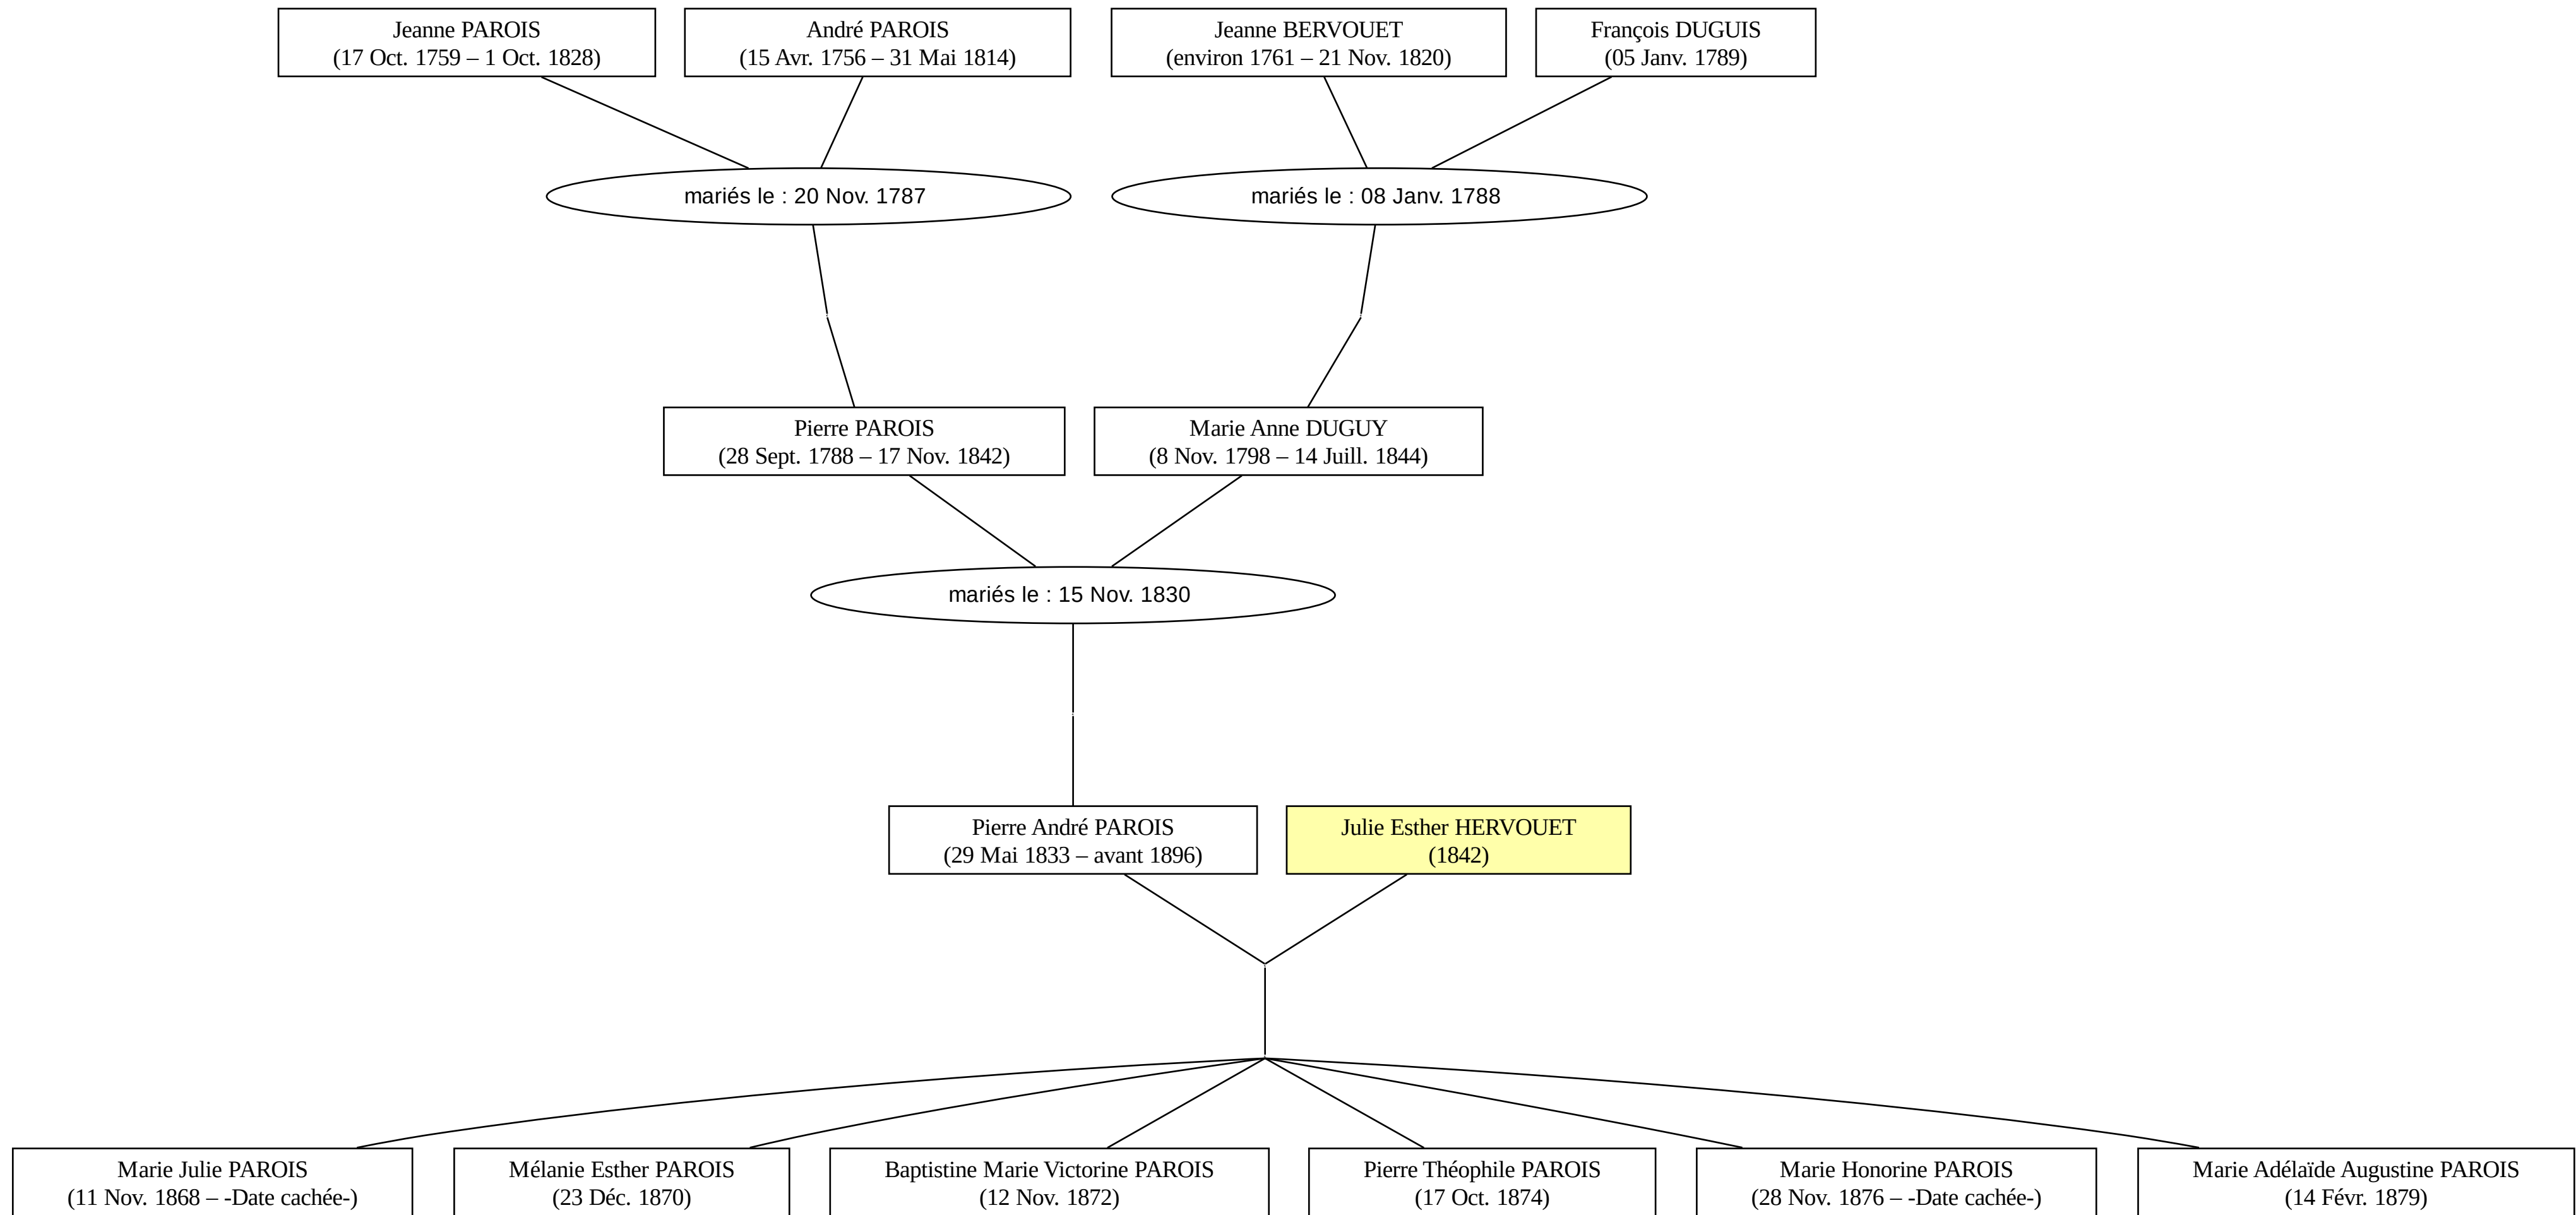 Jeanne PAROIS
(17 Oct. 1759 – 1 Oct. 1828)
André PAROIS
(15 Avr. 1756 – 31 Mai 1814)
Jeanne BERVOUET
(environ 1761 – 21 Nov. 1820)
François DUGUIS
(05 Janv. 1789)
mariés le : 20 Nov. 1787
mariés le : 08 Janv. 1788
Pierre PAROIS
(28 Sept. 1788 – 17 Nov. 1842)
Marie Anne DUGUY
(8 Nov. 1798 – 14 Juill. 1844)
mariés le : 15 Nov. 1830
Pierre André PAROIS
(29 Mai 1833 – avant 1896)
Julie Esther HERVOUET
(1842)
Marie Julie PAROIS
(11 Nov. 1868 – -Date cachée-)
Mélanie Esther PAROIS
(23 Déc. 1870)
Baptistine Marie Victorine PAROIS
(12 Nov. 1872)
Pierre Théophile PAROIS
(17 Oct. 1874)
Marie Honorine PAROIS
(28 Nov. 1876 – -Date cachée-)
Marie Adélaïde Augustine PAROIS
(14 Févr. 1879)